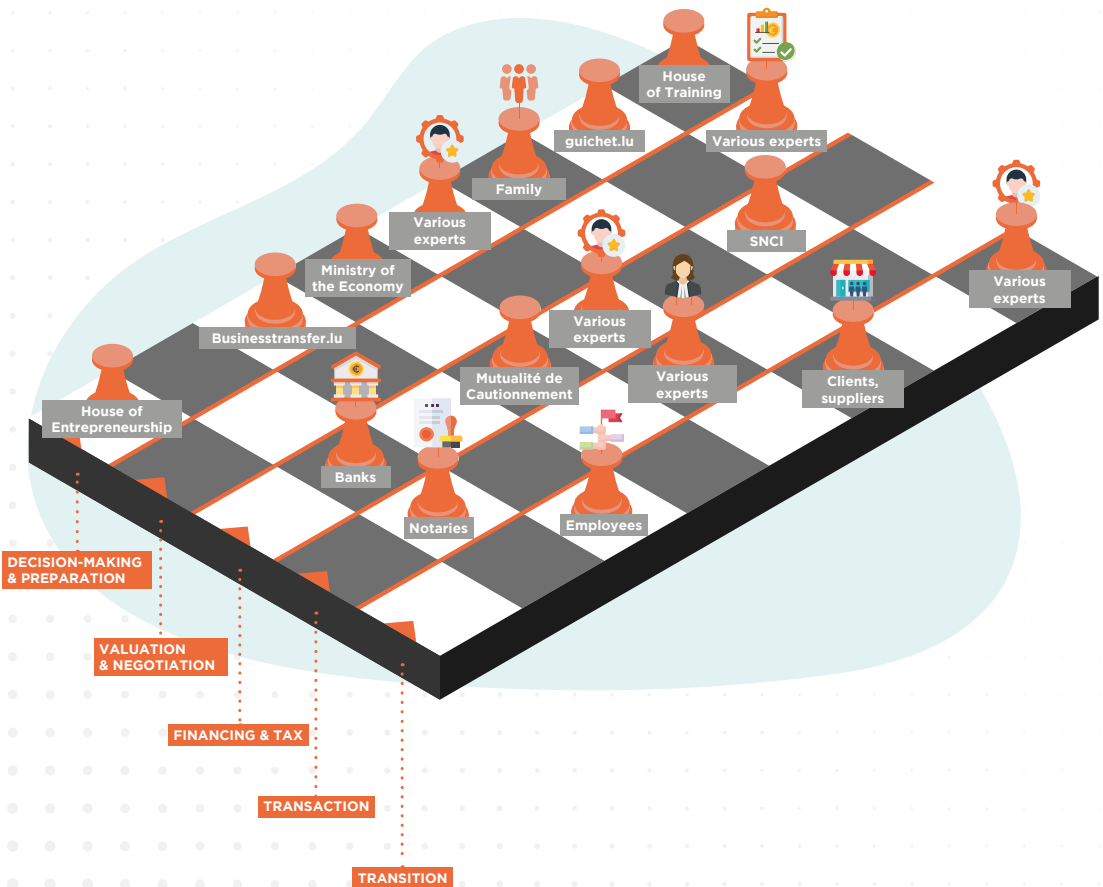 House
of Training
Various experts
guichet.lu
Family
Various
experts
SNCI
Various
experts
Ministry of
the Economy
Various
experts
Businesstransfer.lu
Mutualité de
Cautionnement
Various
experts
Clients,
suppliers
House of
Entrepreneurship
Banks
Notaries
Employees
DECISION-MAKING
& PREPARATION
VALUATION
& NEGOTIATION
FINANCING & TAX
TRANSACTION
TRANSITION